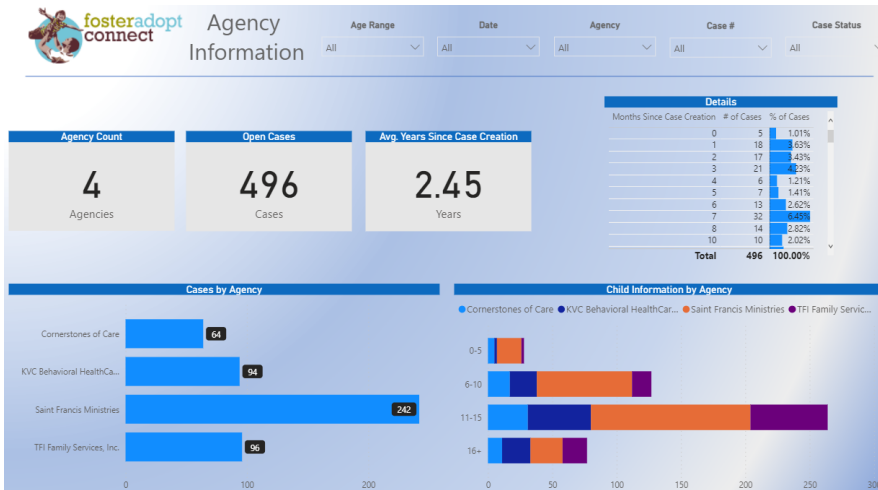 fosteradopt
connect
Agency
Information
Age Range
All
Date
All
Agency
All
Case #
All
Case Status
All
Agency Count
4
Agencies
Open Cases
496
Cases
Avg. Years Since Case Creation
2.45
Years
Details
Months Since Case Creation # of Cases % of Cases
0 5 1.01%
1 18 3.63%
2 17 3.43%
3 21 4.23%
4 6 1.21%
5 7 1.41%
6 13 2.62%
7 32 6.45%
8 14 2.82%
10 10 2.02%
Total 496 100.00%
Cases by Agency
Cornerstones of Care 64
KVC Behavioral HealthCa... 94
Saint Francis Ministries 242
TFI Family Services, Inc. 96
0 100 200
Child Information by Agency
Cornerstones of Care KVC Behavioral HealthCar... Saint Francis Ministries TFI Family Servic...
0-5
6-10
11-15
16+
0 50 100 150 200 250 300